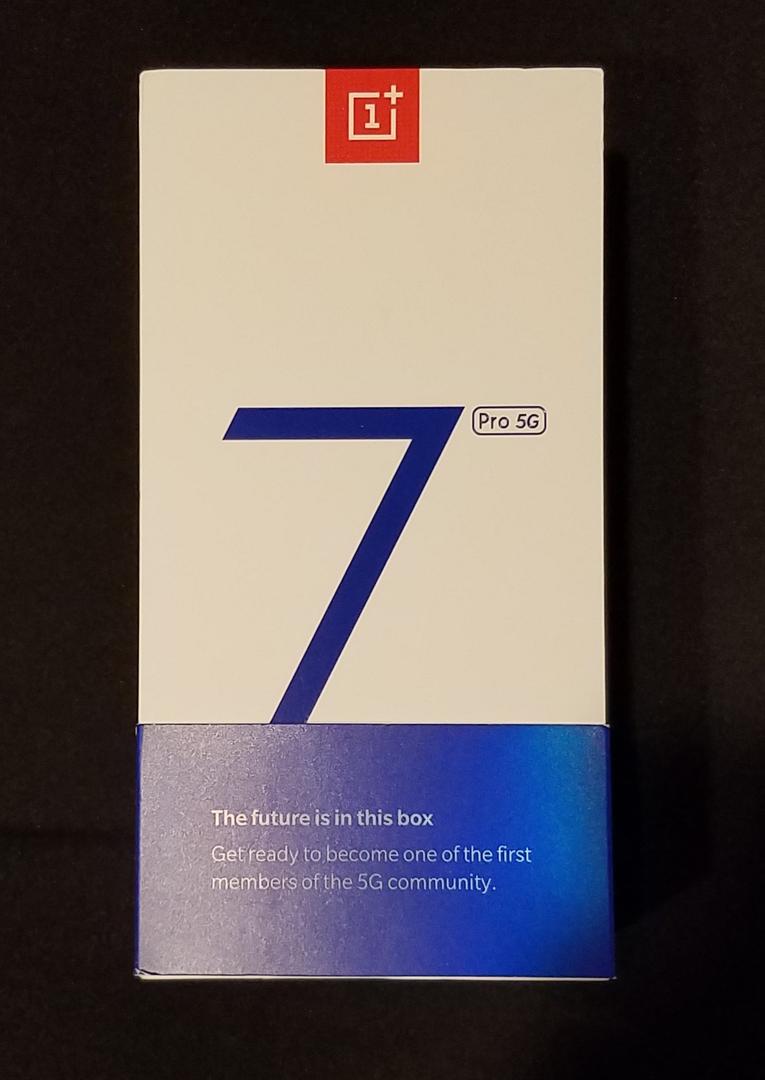 1+
7 Pro 5G
The future is in this box
Get ready to become one of the first
members of the 5G community.